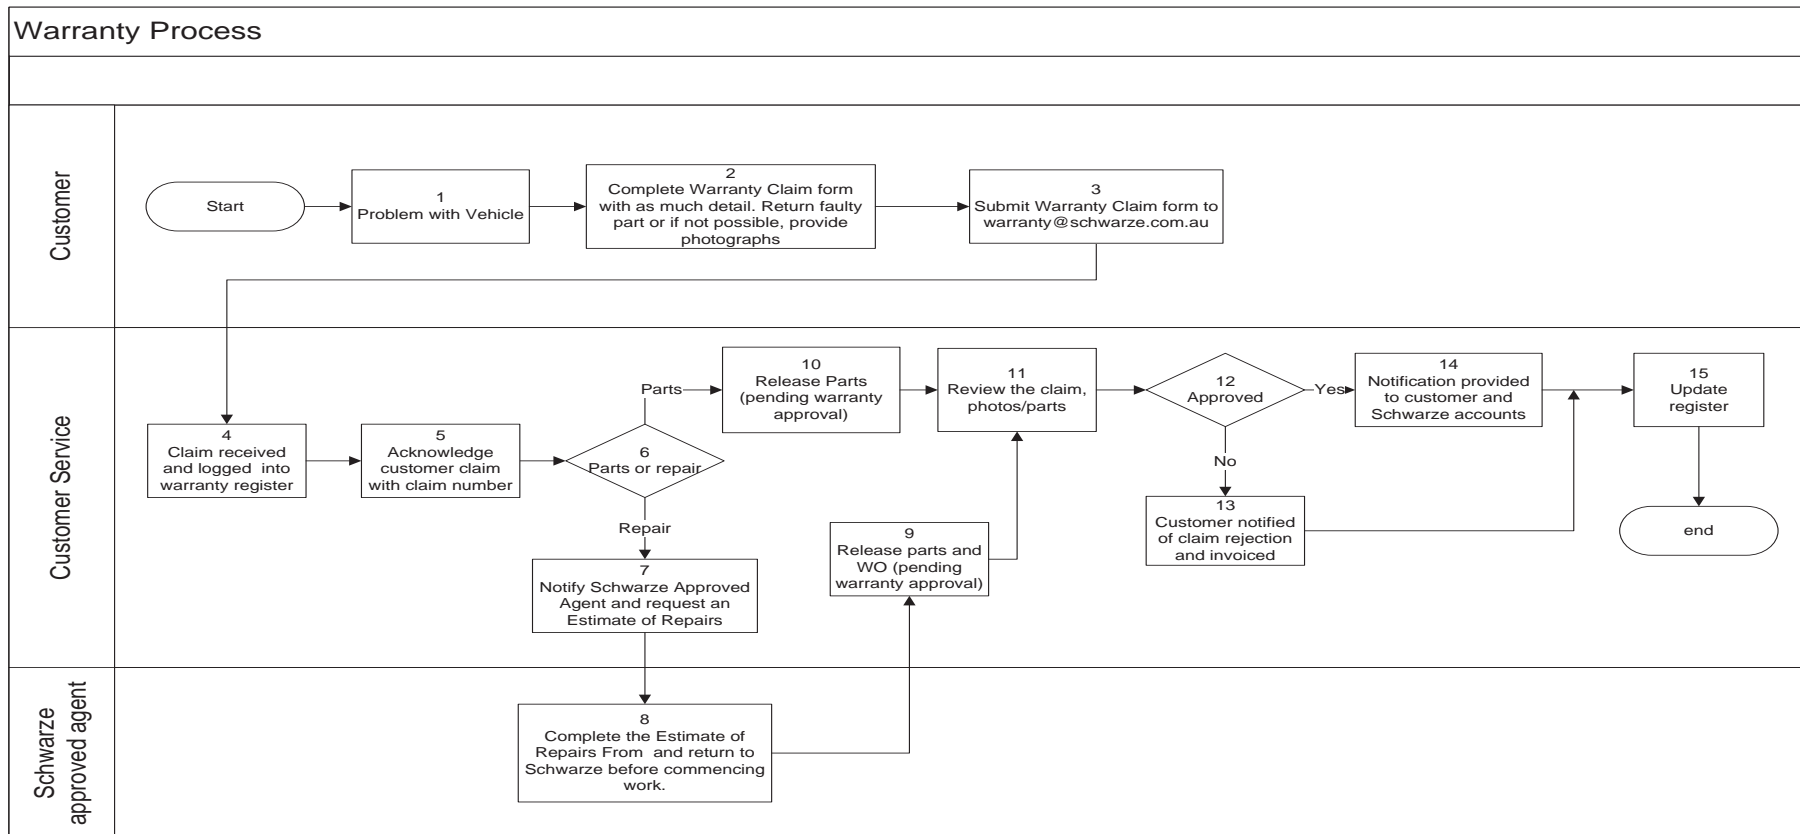 Warranty Process
Customer
Start
1
Problem with Vehicle
2
Complete Warranty Claim form
with as much detail. Return faulty
part or if not possible, provide
photographs
3
Submit Warranty Claim form to
warranty@schwarze.com.au
Customer Service
4
Claim received
and logged  into
warranty register
5
Acknowledge
customer claim
with claim number
6
Parts or repair
Parts
Repair
7
Notify Schwarze Approved
Agent and request an
Estimate of Repairs
10
Release Parts
(pending warranty
approval)
9
Release parts and
WO (pending
warranty approval)
11
Review the claim,
photos/parts
12
Approved
Yes
No
13
Customer notified
of claim rejection
and invoiced
14
Notification provided
to customer and
Schwarze accounts
15
Update
register
end
Schwarze
approved agent
8
Complete the Estimate of
Repairs From  and return to
Schwarze before commencing
work.